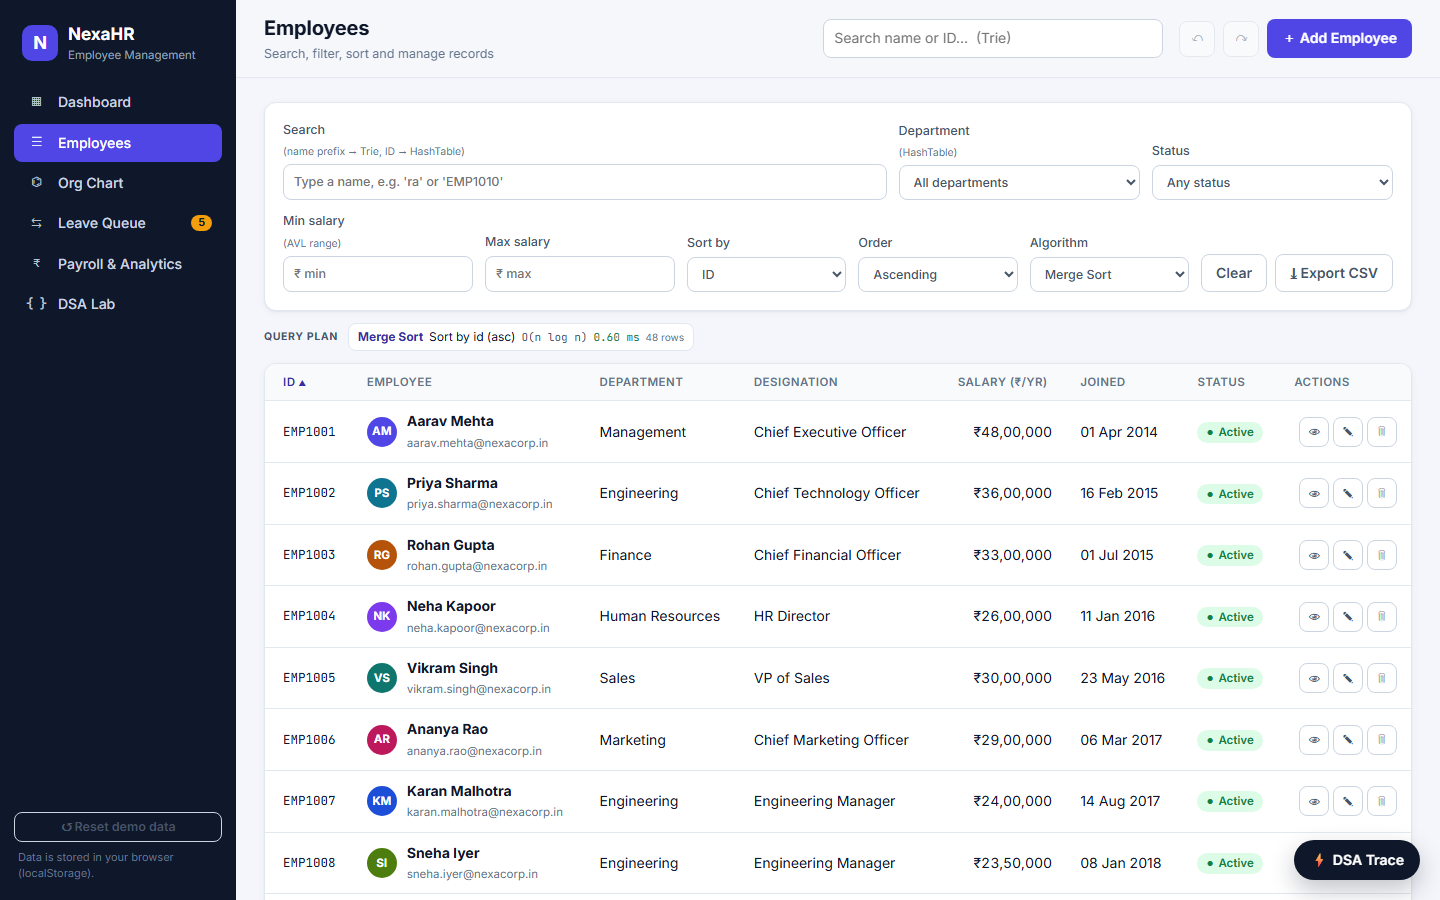 N
NexaHR
Employee Management
Dashboard
Employees
Org Chart
Leave Queue 5
₹ Payroll & Analytics
{ } DSA Lab
↺ Reset demo data
Data is stored in your browser
(localStorage).
Employees
Search, filter, sort and manage records
Search name or ID... (Trie)
+ Add Employee
Search
(name prefix → Trie, ID → HashTable)
Type a name, e.g. 'ra' or 'EMP1010'
Department
(HashTable)
All departments
Status
Any status
Min salary
(AVL range)
₹ min
Max salary
₹ max
Sort by
ID
Order
Ascending
Algorithm
Merge Sort
Clear
⤓ Export CSV
QUERY PLAN Merge Sort Sort by id (asc) O(n log n) 0.60 ms 48 rows
ID ▲ EMPLOYEE DEPARTMENT DESIGNATION SALARY (₹/YR) JOINED STATUS ACTIONS
EMP1001 AM Aarav Mehta Management Chief Executive Officer ₹48,00,000 01 Apr 2014 ● Active
aarav.mehta@nexacorp.in
EMP1002 PS Priya Sharma Engineering Chief Technology Officer ₹36,00,000 16 Feb 2015 ● Active
priya.sharma@nexacorp.in
EMP1003 RG Rohan Gupta Finance Chief Financial Officer ₹33,00,000 01 Jul 2015 ● Active
rohan.gupta@nexacorp.in
EMP1004 NK Neha Kapoor Human Resources HR Director ₹26,00,000 11 Jan 2016 ● Active
neha.kapoor@nexacorp.in
EMP1005 VS Vikram Singh Sales VP of Sales ₹30,00,000 23 May 2016 ● Active
vikram.singh@nexacorp.in
EMP1006 AR Ananya Rao Marketing Chief Marketing Officer ₹29,00,000 06 Mar 2017 ● Active
ananya.rao@nexacorp.in
EMP1007 KM Karan Malhotra Engineering Engineering Manager ₹24,00,000 14 Aug 2017 ● Active
karan.malhotra@nexacorp.in
EMP1008 SI Sneha Iyer Engineering Engineering Manager ₹23,50,000 08 Jan 2018 ● Active
sneha.iyer@nexacorp.in
DSA Trace